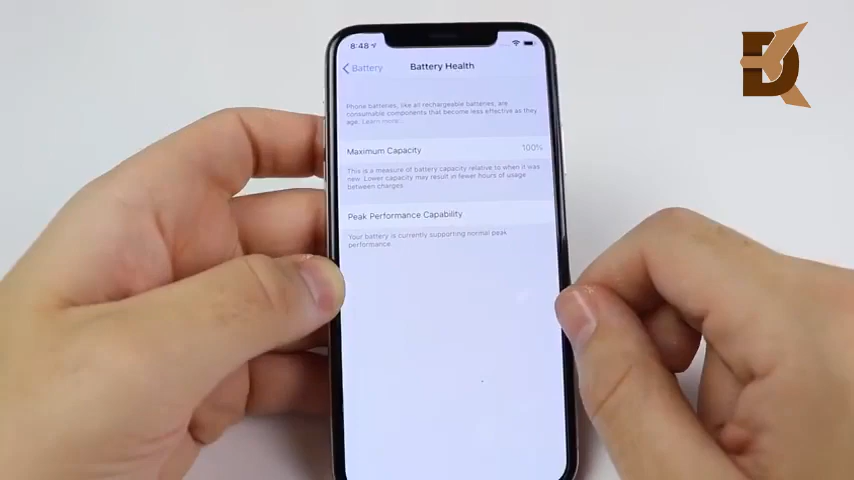 8:48
Battery
Battery Health
Phone batteries, like all rechargeable batteries, are
consumable components that become less effective as they
age. Learn more...
Maximum Capacity 100%
This is a measure of battery capacity relative to when it was
new. Lower capacity may result in fewer hours of usage
between charges.
Peak Performance Capability
Your battery is currently supporting normal peak
performance.